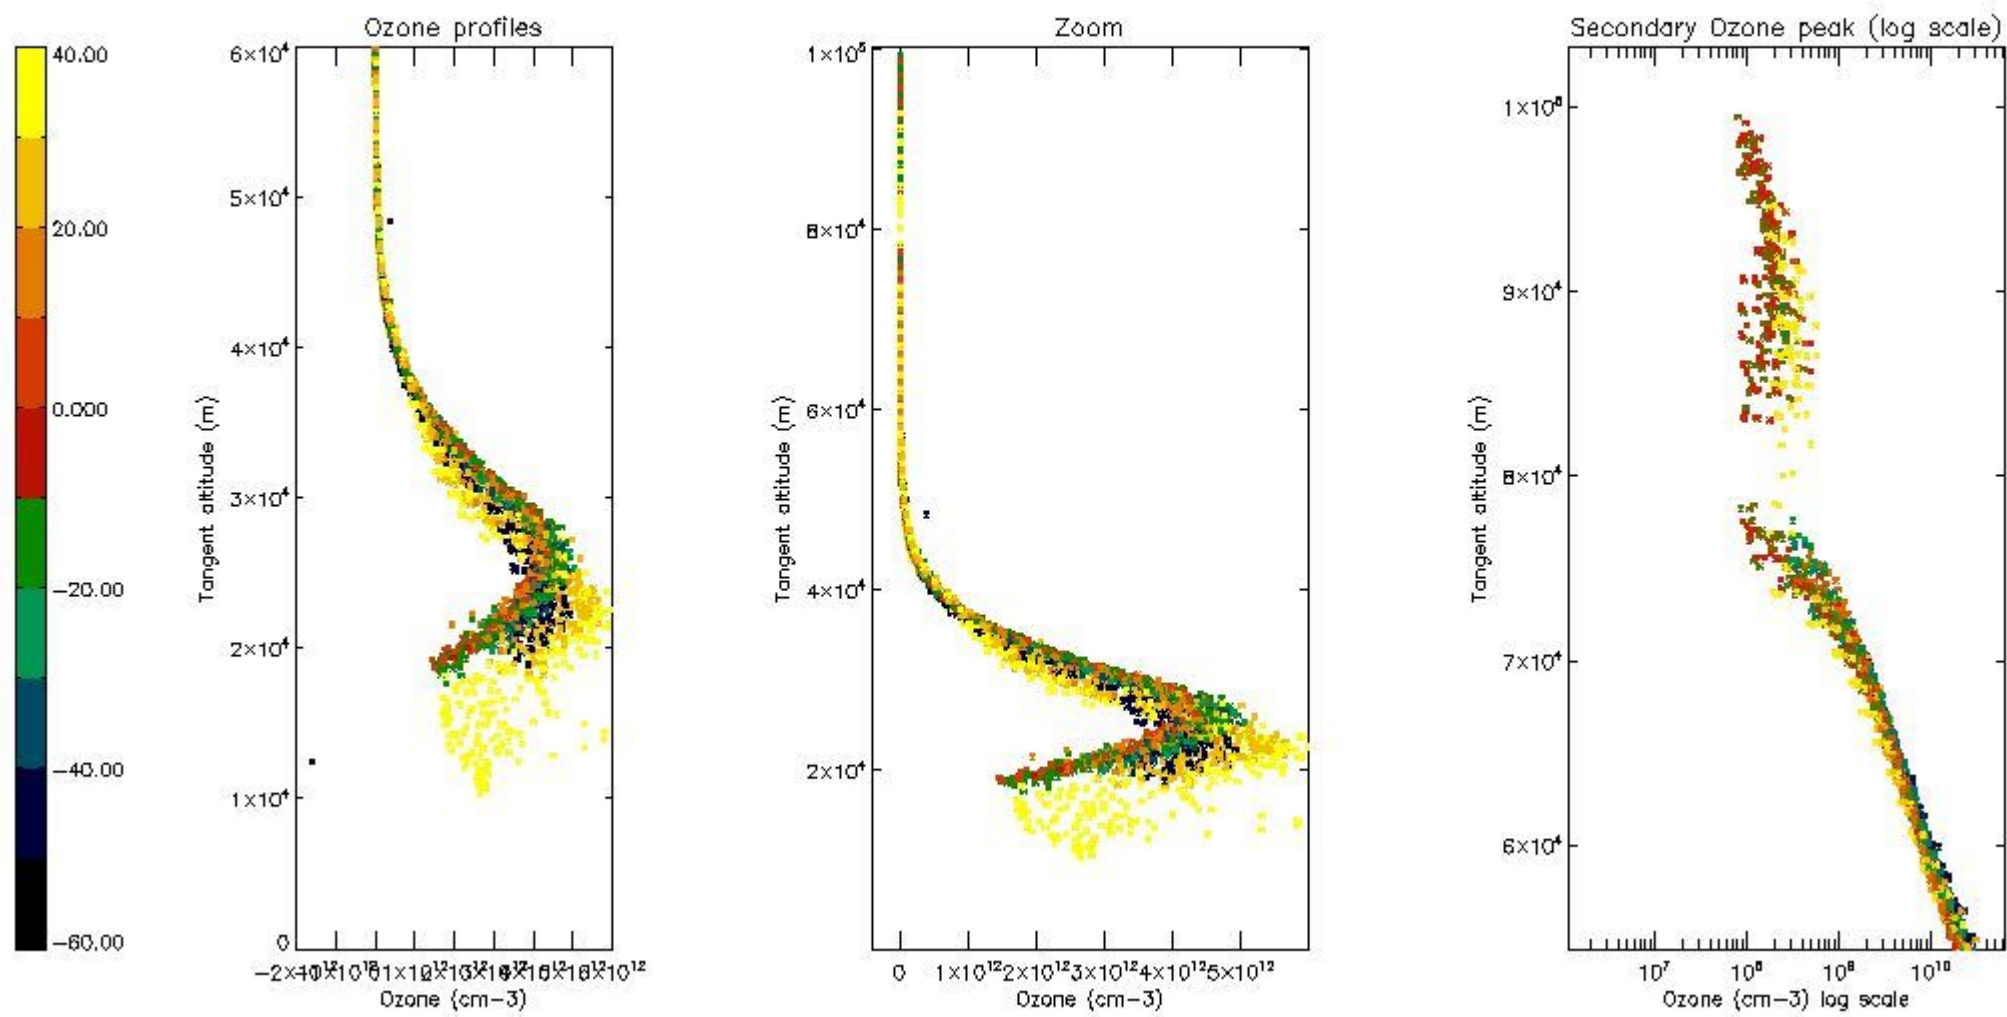 Ozone profiles
Zoom
Secondary Ozone peak (log scale)
40.00
20.00
0.000
−20.00
−40.00
−60.00
Tangent altitude (m)
6×10⁴
5×10⁴
4×10⁴
3×10⁴
2×10⁴
1×10⁴
0
Ozone (cm−3)
Tangent altitude (m)
1×10⁵
8×10⁴
6×10⁴
4×10⁴
2×10⁴
0 1×10¹² 2×10¹² 3×10¹² 4×10¹² 5×10¹²
Ozone (cm−3)
Tangent altitude (m)
1×10⁵
9×10⁴
8×10⁴
7×10⁴
6×10⁴
10⁷ 10⁸ 10⁹ 10¹⁰
Ozone (cm−3) log scale